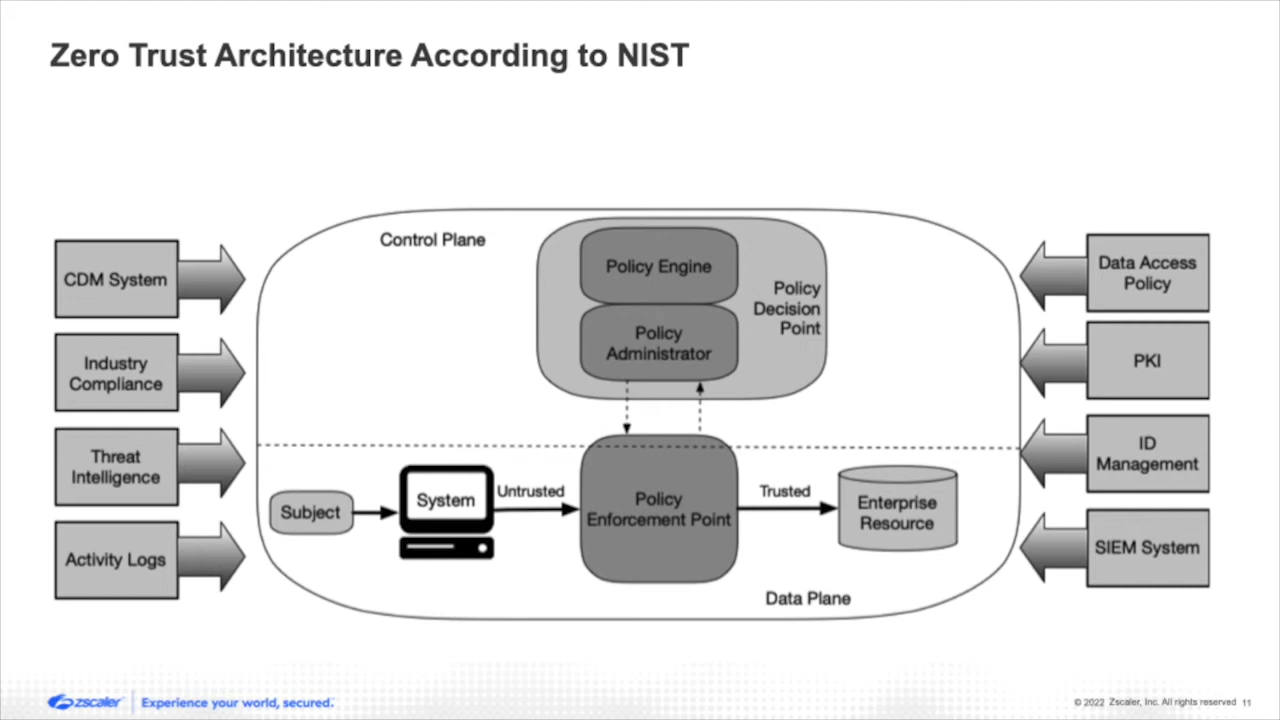 Zero Trust Architecture According to NIST
Control Plane
Policy Engine
Policy
Administrator
Policy
Decision
Point
CDM System
Industry
Compliance
Threat
Intelligence
Activity Logs
Data Access
Policy
PKI
ID
Management
SIEM System
Subject
System
Untrusted
Policy
Enforcement Point
Trusted
Enterprise
Resource
Data Plane
zscaler
Experience your world, secured.™
© 2022 Zscaler, Inc. All rights reserved 11